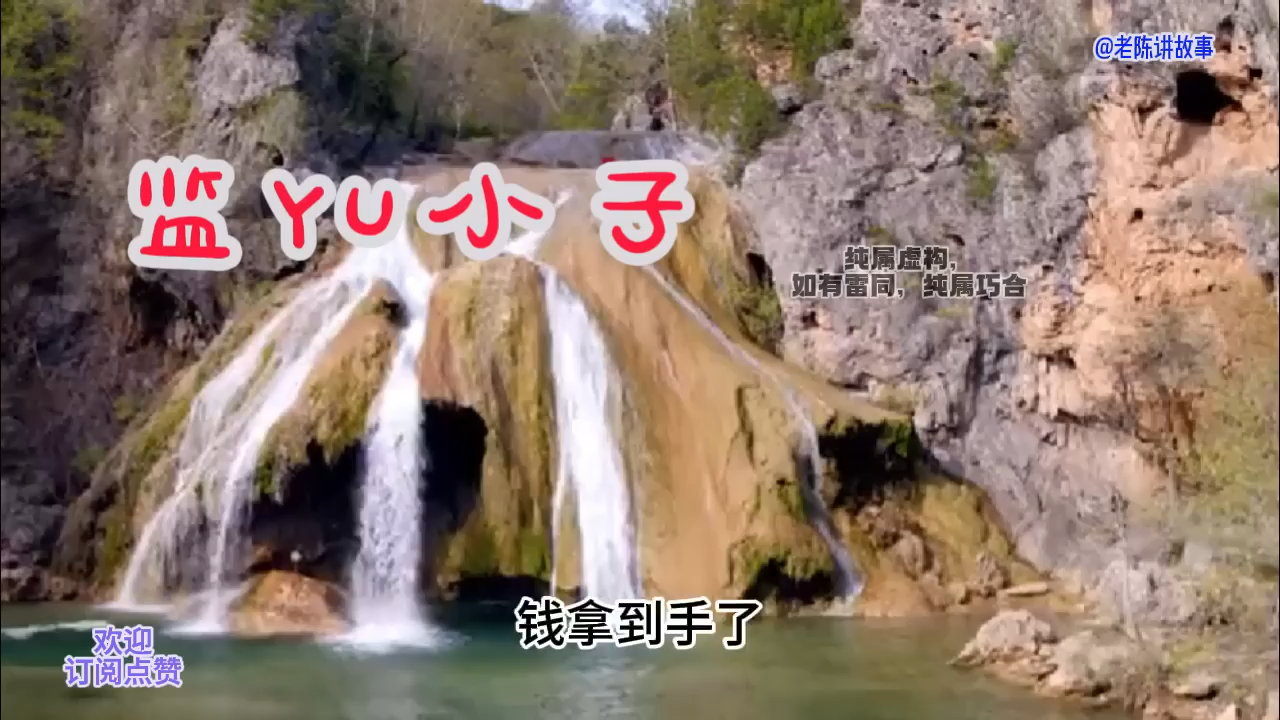 @老陈讲故事
监YU小子
纯属虚构，
如有雷同，纯属巧合
钱拿到手了
欢迎
订阅点赞